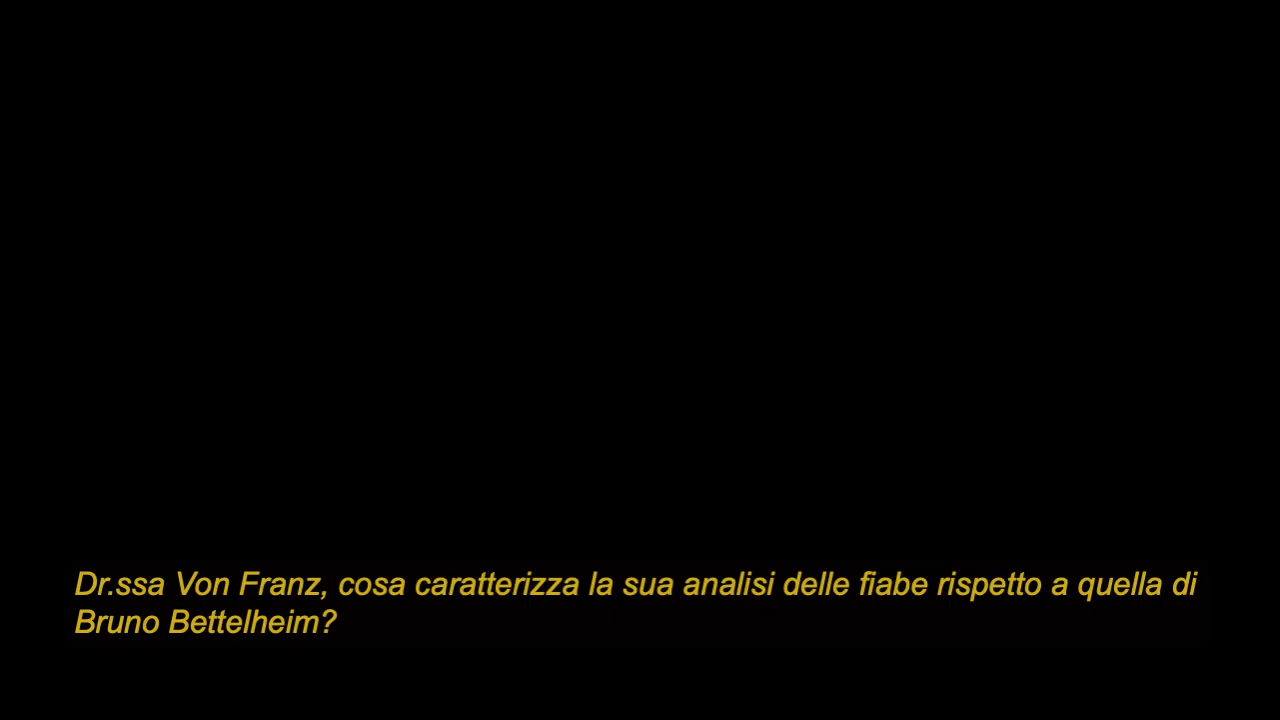 Dr.ssa Von Franz, cosa caratterizza la sua analisi delle fiabe rispetto a quella di
Bruno Bettelheim?